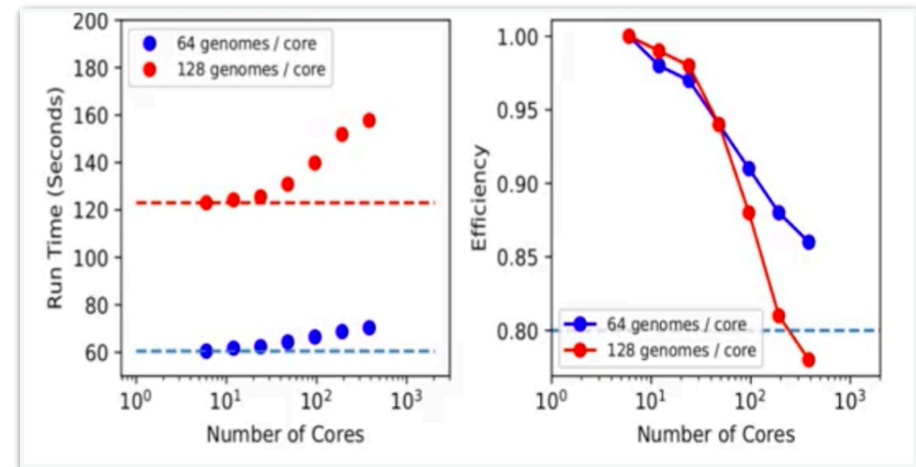 200
180
160
140
120
100
80
60
Run Time (Seconds)
64 genomes / core
128 genomes / core
10⁰ 10¹ 10² 10³
Number of Cores
1.00
0.95
0.90
0.85
0.80
Efficiency
64 genomes / core
128 genomes / core
10⁰ 10¹ 10² 10³
Number of Cores